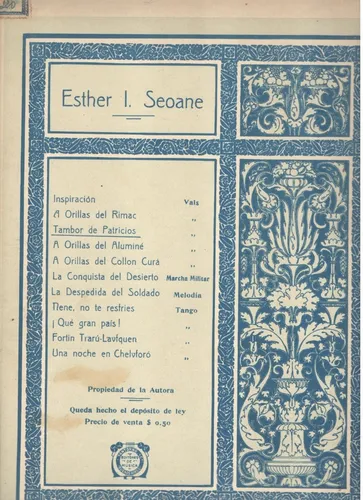 Esther I. Seoane
Inspiración Vals
A Orillas del Rimac „
Tambor de Patricios „
A Orillas del Aluminé „
A Orillas del Collon Curá „
La Conquista del Desierto Marcha Militar
La Despedida del Soldado Melodía
Nene, no te resfríes Tango
¡Qué gran país! „
Fortín Trarú-Laufquen „
Una noche en Chelforó „
Propiedad de la Autora
Queda hecho el depósito de ley
Precio de venta $ 0.50